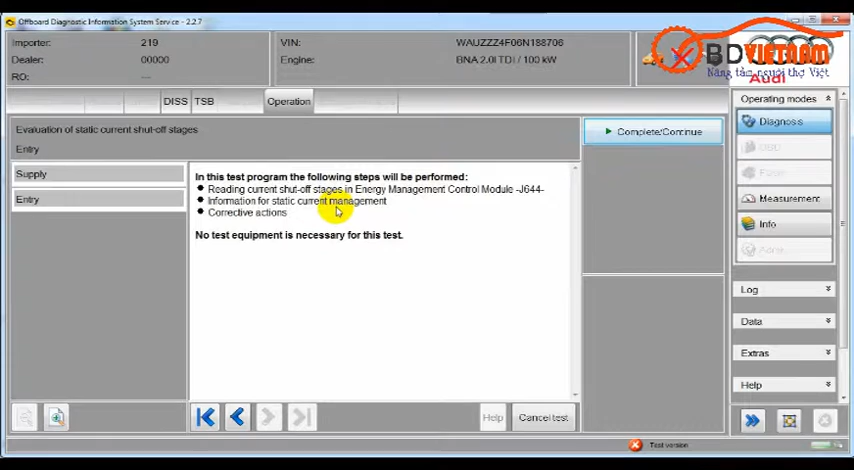 Offboard Diagnostic Information System Service - 2.2.7
Importer: 219
Dealer: 00000
RO: ---
VIN: WAUZZZ4F06N188706
Engine: BNA 2.0l TDI / 100 kW
BDVIETNAM
Nâng tầm người thợ Việt
Audi
DISS
TSB
Operation
Evaluation of static current shut-off stages
Entry
Supply
Entry
In this test program the following steps will be performed:
Reading current shut-off stages in Energy Management Control Module -J644-
Information for static current management
Corrective actions
No test equipment is necessary for this test.
Complete/Continue
Operating modes
Diagnosis
OBD
Measurement
Info
Log
Data
Extras
Help
Help
Cancel test
Test version